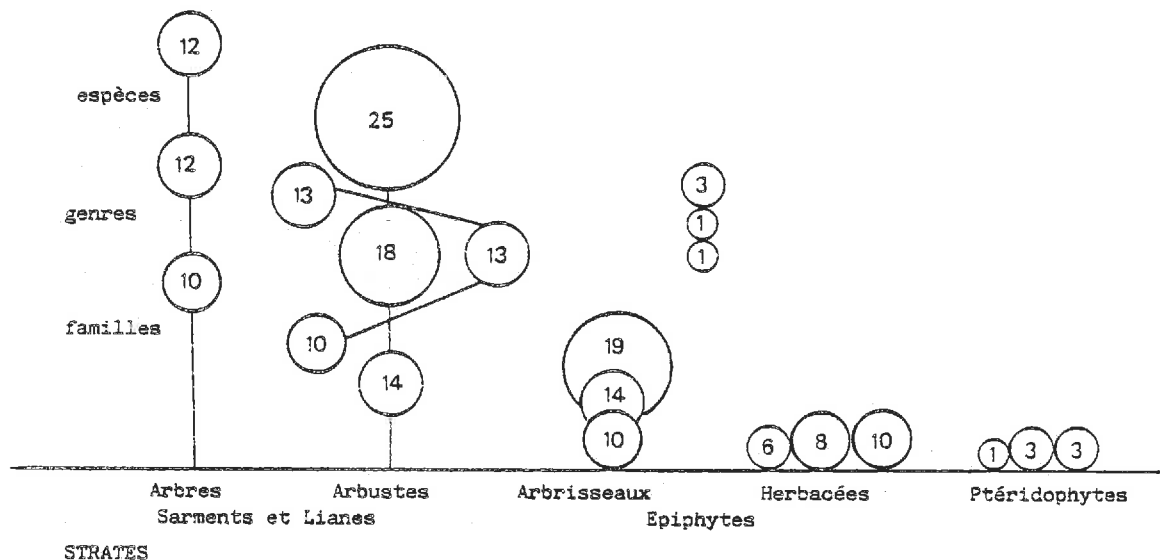 12
espèces
25
12
13
3
genres
1
18
13
1
10
familles
10
19
14
14
10
6 8 10
1 3 3
Arbres Arbustes Arbrisseaux Herbacées Ptéridophytes
Sarments et Lianes Epiphytes
STRATES